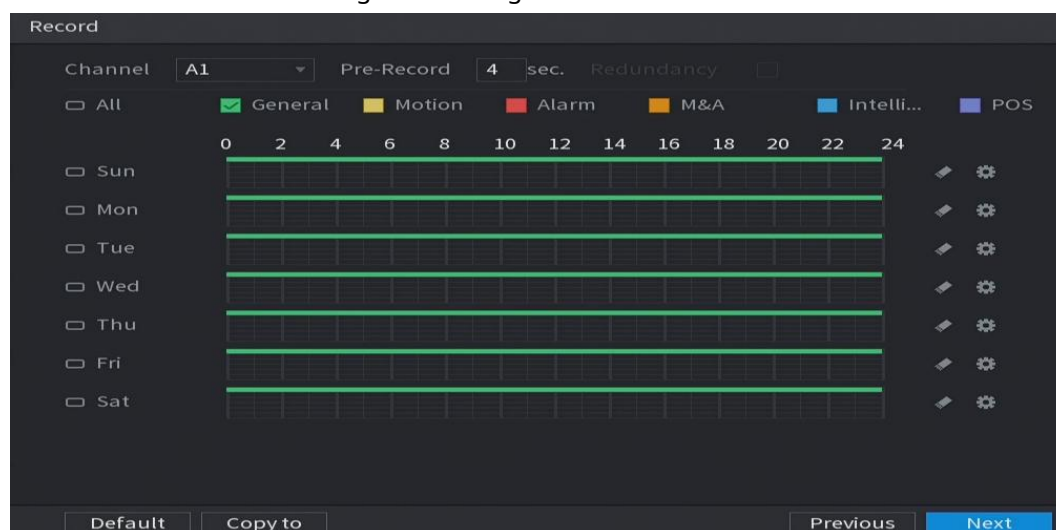 Record
Channel A1 Pre-Record 4 sec. Redundancy
All General Motion Alarm M&A Intelli... POS
0 2 4 6 8 10 12 14 16 18 20 22 24
Sun
Mon
Tue
Wed
Thu
Fri
Sat
Default Copy to Previous Next